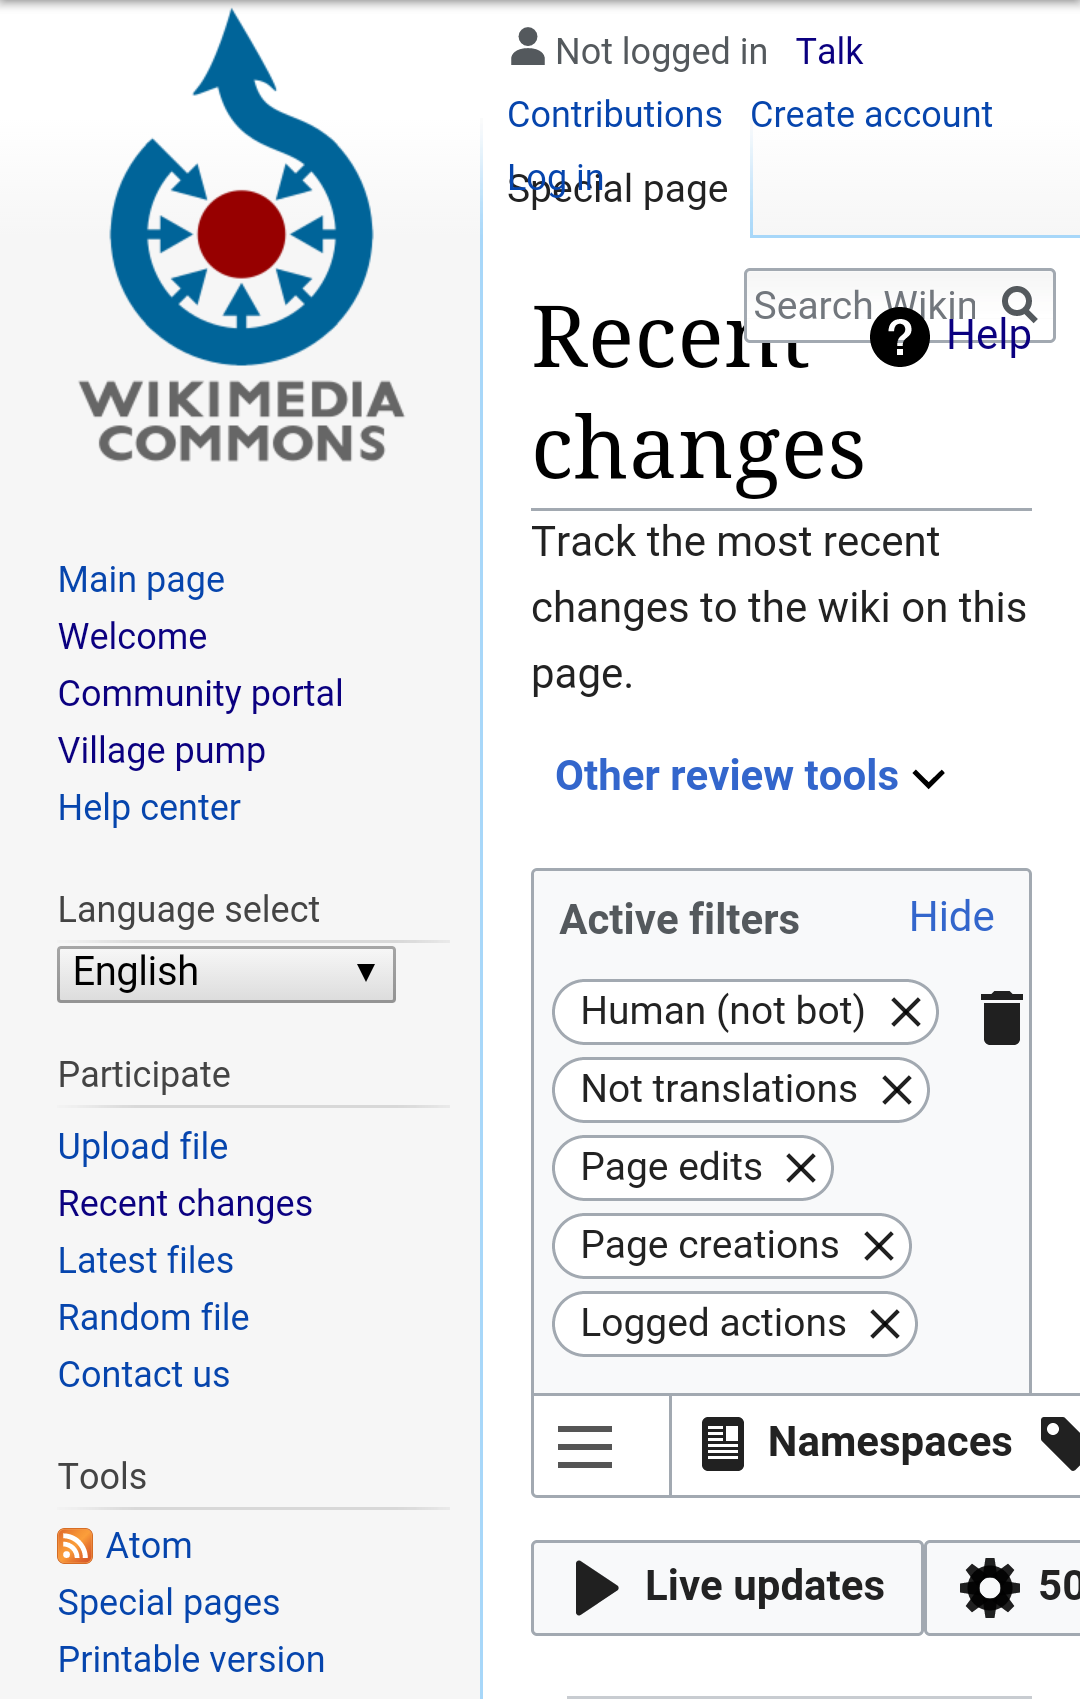 WIKIMEDIA
COMMONS
Main page
Welcome
Community portal
Village pump
Help center
Language select
English
Participate
Upload file
Recent changes
Latest files
Random file
Contact us
Tools
Atom
Special pages
Printable version
Not logged in Talk
Contributions Create account
Log in
Special page
Search Wikin
Help
Recent
changes
Track the most recent
changes to the wiki on this
page.
Other review tools
Active filters Hide
Human (not bot)
Not translations
Page edits
Page creations
Logged actions
Namespaces
Live updates 50